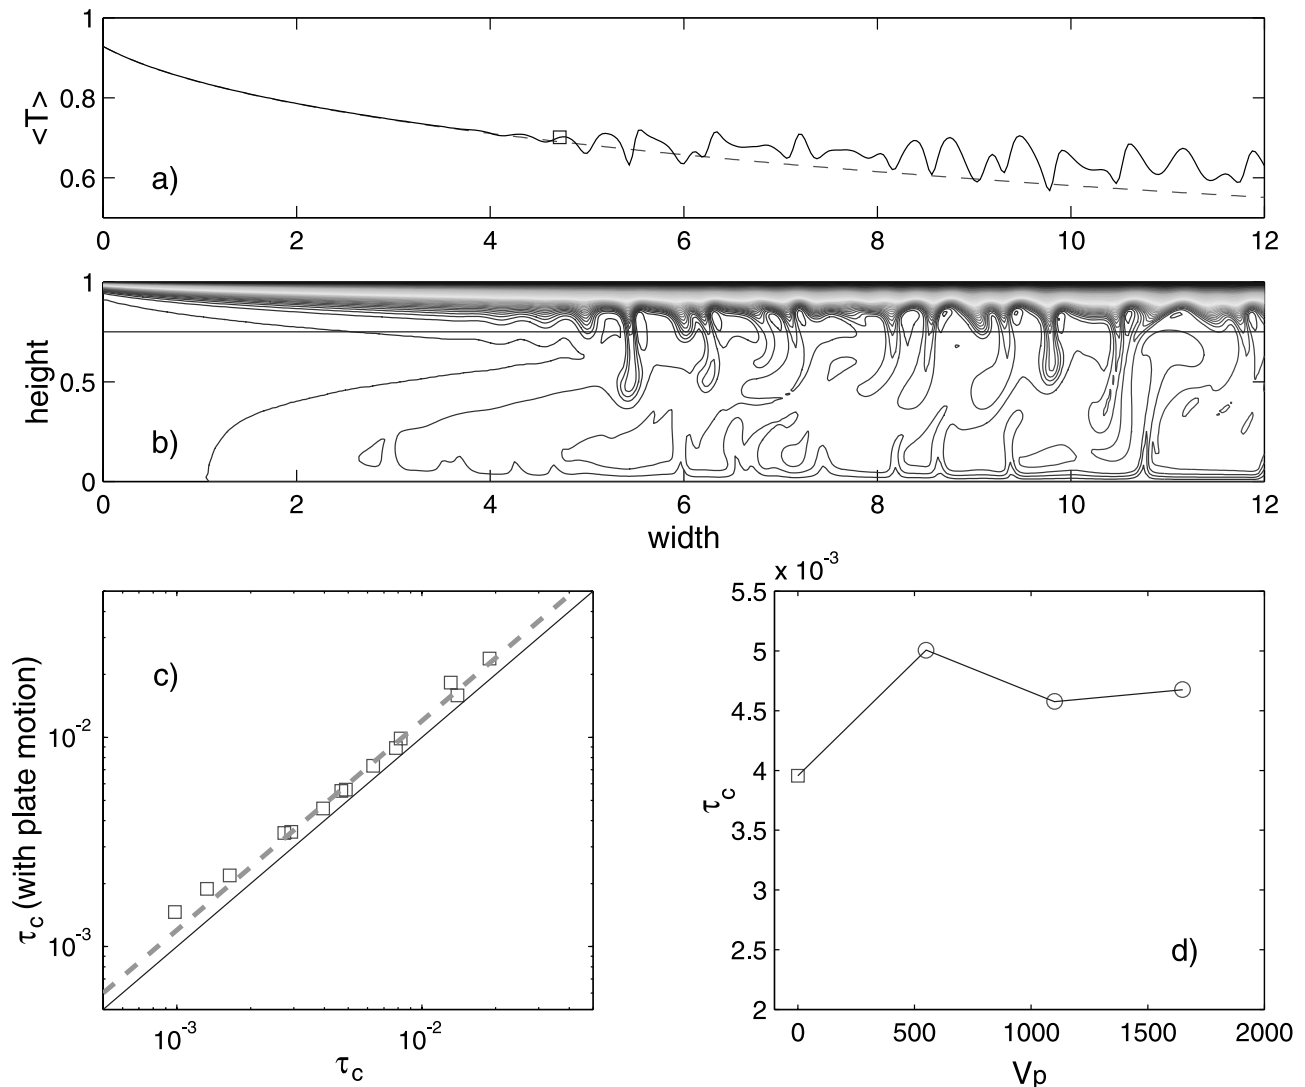 1
0.8
0.6
<T>
a)
0 2 4 6 8 10 12
1
0.5
0
height
b)
0 2 4 6 8 10 12
width
10⁻²
10⁻³
τc (with plate motion)
c)
10⁻³ 10⁻²
τc
x 10⁻³
5.5
5
4.5
4
3.5
3
2.5
2
τc
d)
0 500 1000 1500 2000
Vp